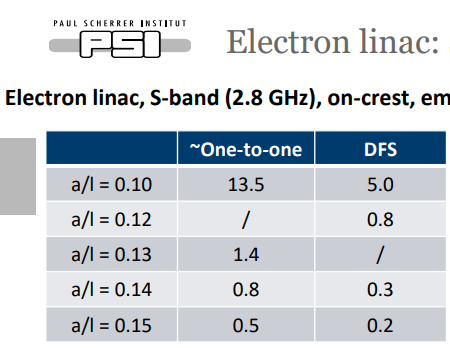 PAUL SCHERRER INSTITUT
PSI
Electron linac:
Electron linac, S-band (2.8 GHz), on-crest, em
~One-to-one DFS
a/l = 0.10 13.5 5.0
a/l = 0.12 / 0.8
a/l = 0.13 1.4 /
a/l = 0.14 0.8 0.3
a/l = 0.15 0.5 0.2